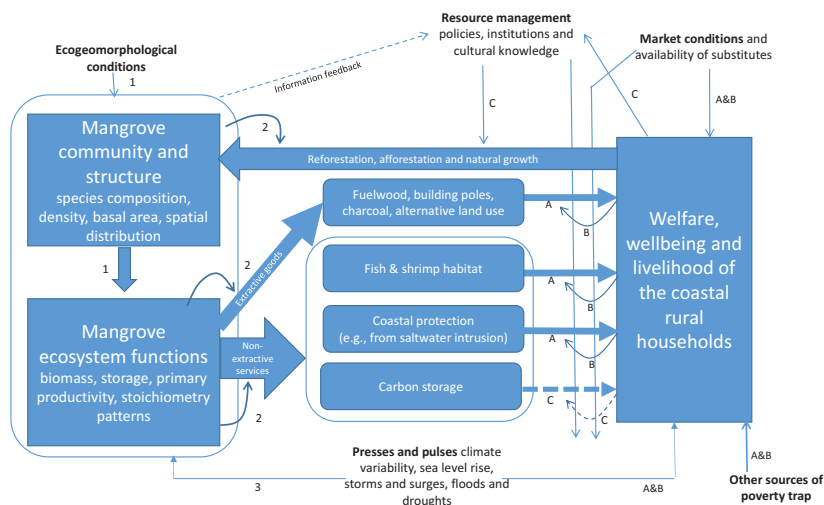 Resource management
policies, institutions and
cultural knowledge
Market conditions and
availability of substitutes
Ecogeomorphological
conditions
Information feedback
1
2
C
C
A&B
Mangrove
community and
structure
species composition,
density, basal area, spatial
distribution
Reforestation, afforestation and natural growth
Fuelwood, building poles,
charcoal, alternative land use
A
B
Welfare,
wellbeing and
livelihood of
the coastal
rural
households
1
2
Extractive goods
Fish & shrimp habitat
A
B
Mangrove
ecosystem functions
biomass, storage, primary
productivity, stoichiometry
patterns
Non-
extractive
services
Coastal protection
(e.g., from saltwater intrusion)
A
B
Carbon storage
C
C
2
Presses and pulses climate
variability, sea level rise,
storms and surges, floods and
droughts
3
A&B
A&B
Other sources of
poverty trap